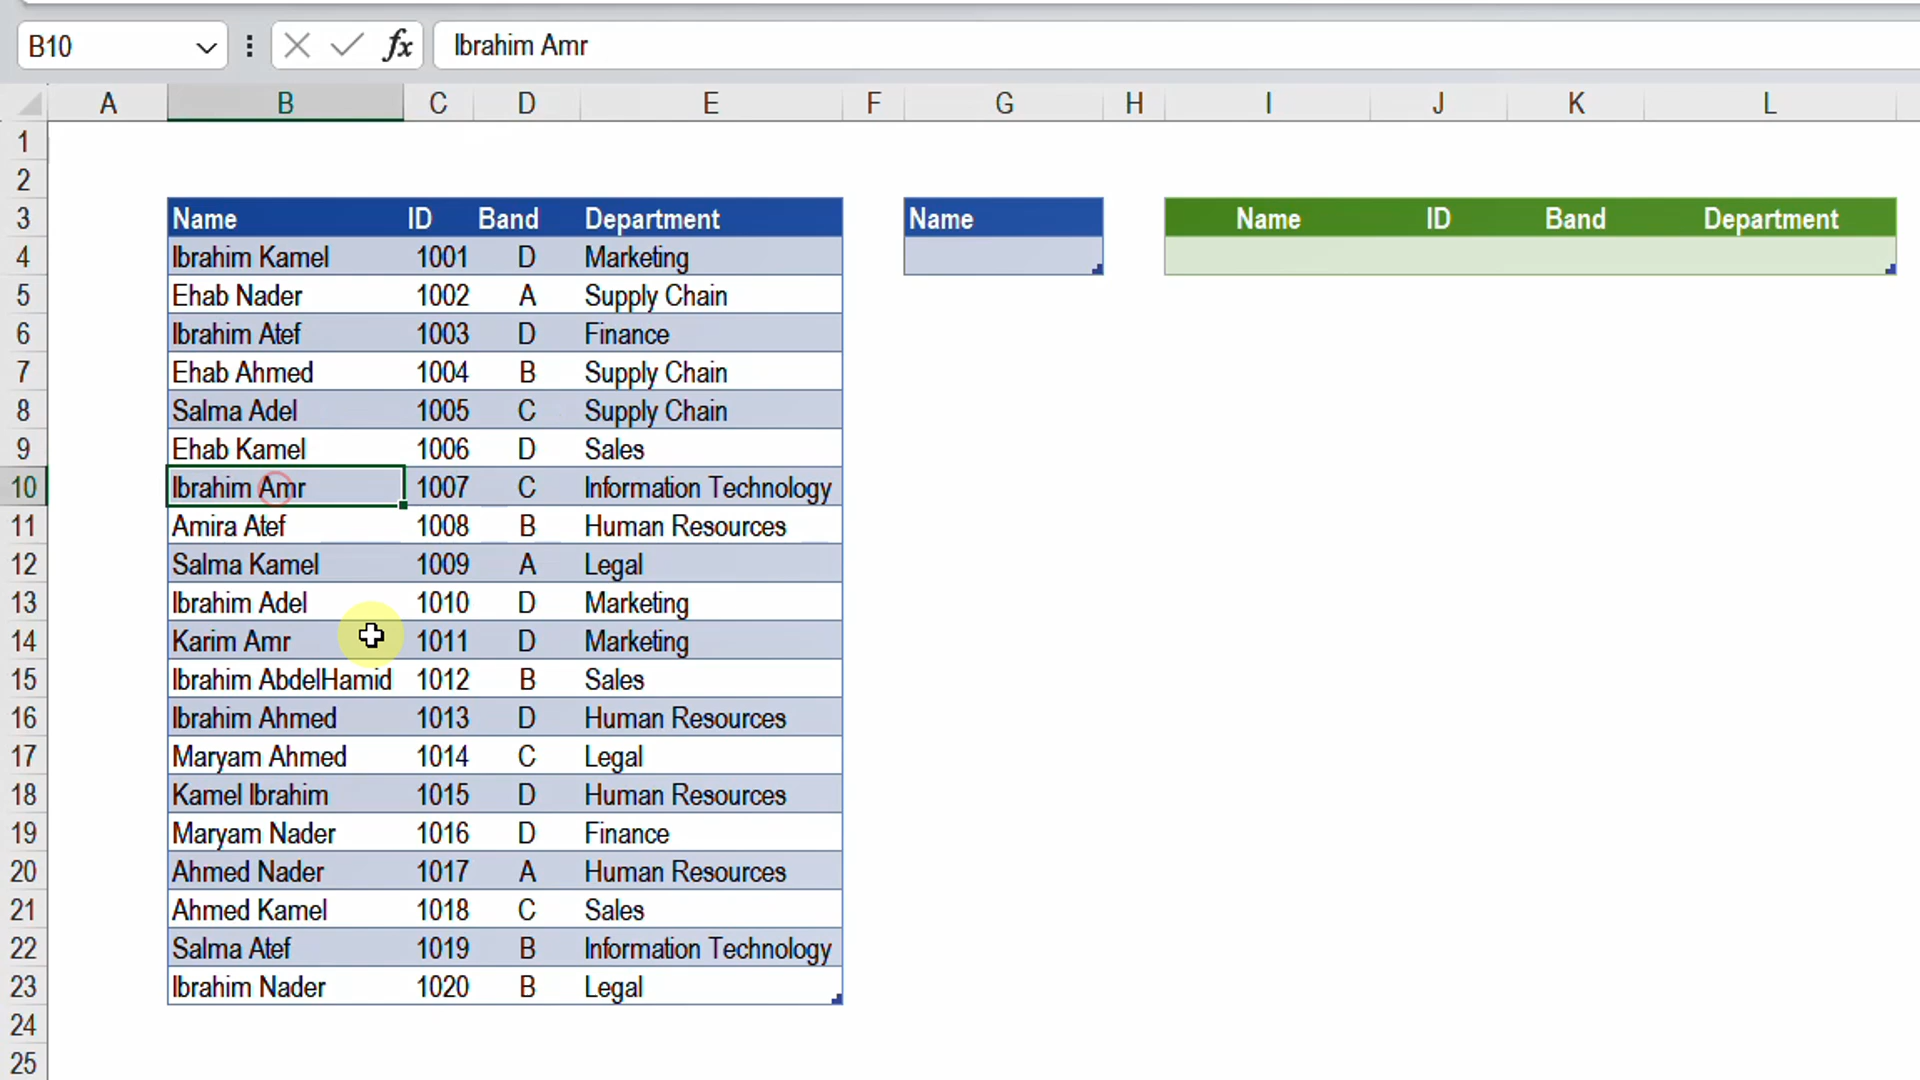 B10 fx Ibrahim Amr
A B C D E F G H I J K L
1
2
3 Name ID Band Department Name Name ID Band Department
4 Ibrahim Kamel 1001 D Marketing
5 Ehab Nader 1002 A Supply Chain
6 Ibrahim Atef 1003 D Finance
7 Ehab Ahmed 1004 B Supply Chain
8 Salma Adel 1005 C Supply Chain
9 Ehab Kamel 1006 D Sales
10 Ibrahim Amr 1007 C Information Technology
11 Amira Atef 1008 B Human Resources
12 Salma Kamel 1009 A Legal
13 Ibrahim Adel 1010 D Marketing
14 Karim Amr 1011 D Marketing
15 Ibrahim AbdelHamid 1012 B Sales
16 Ibrahim Ahmed 1013 D Human Resources
17 Maryam Ahmed 1014 C Legal
18 Kamel Ibrahim 1015 D Human Resources
19 Maryam Nader 1016 D Finance
20 Ahmed Nader 1017 A Human Resources
21 Ahmed Kamel 1018 C Sales
22 Salma Atef 1019 B Information Technology
23 Ibrahim Nader 1020 B Legal
24
25